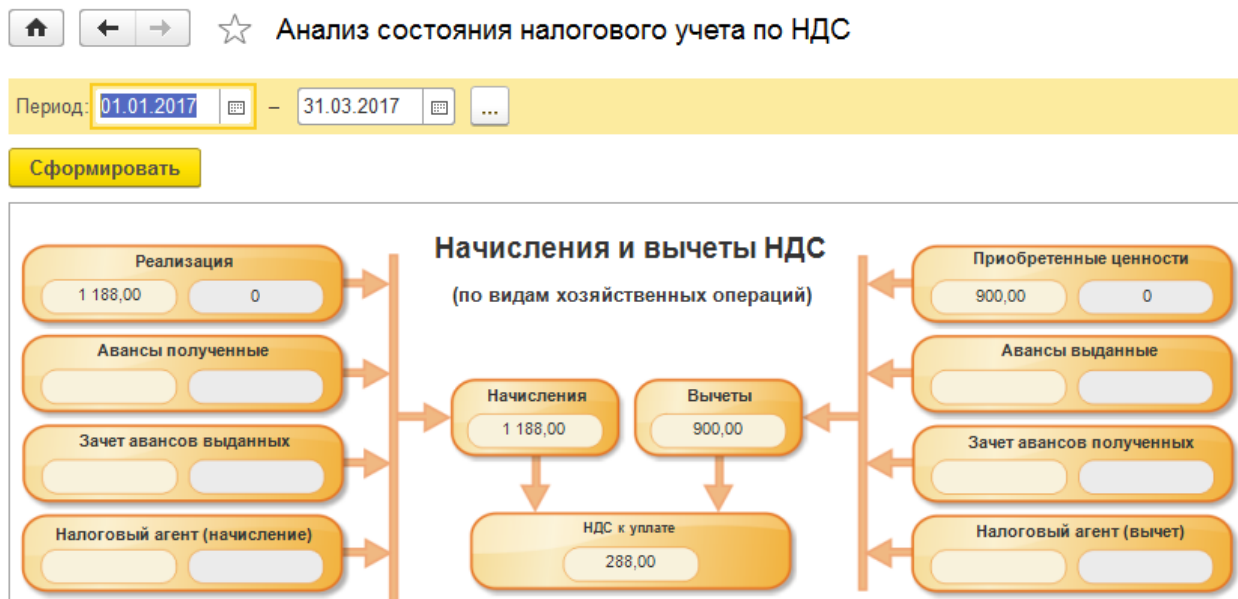 Анализ состояния налогового учета по НДС
Период: 01.01.2017 – 31.03.2017 ...
Сформировать
Начисления и вычеты НДС
(по видам хозяйственных операций)
Реализация
1 188,00 0
Авансы полученные
Зачет авансов выданных
Налоговый агент (начисление)
Начисления
1 188,00
Вычеты
900,00
НДС к уплате
288,00
Приобретенные ценности
900,00 0
Авансы выданные
Зачет авансов полученных
Налоговый агент (вычет)